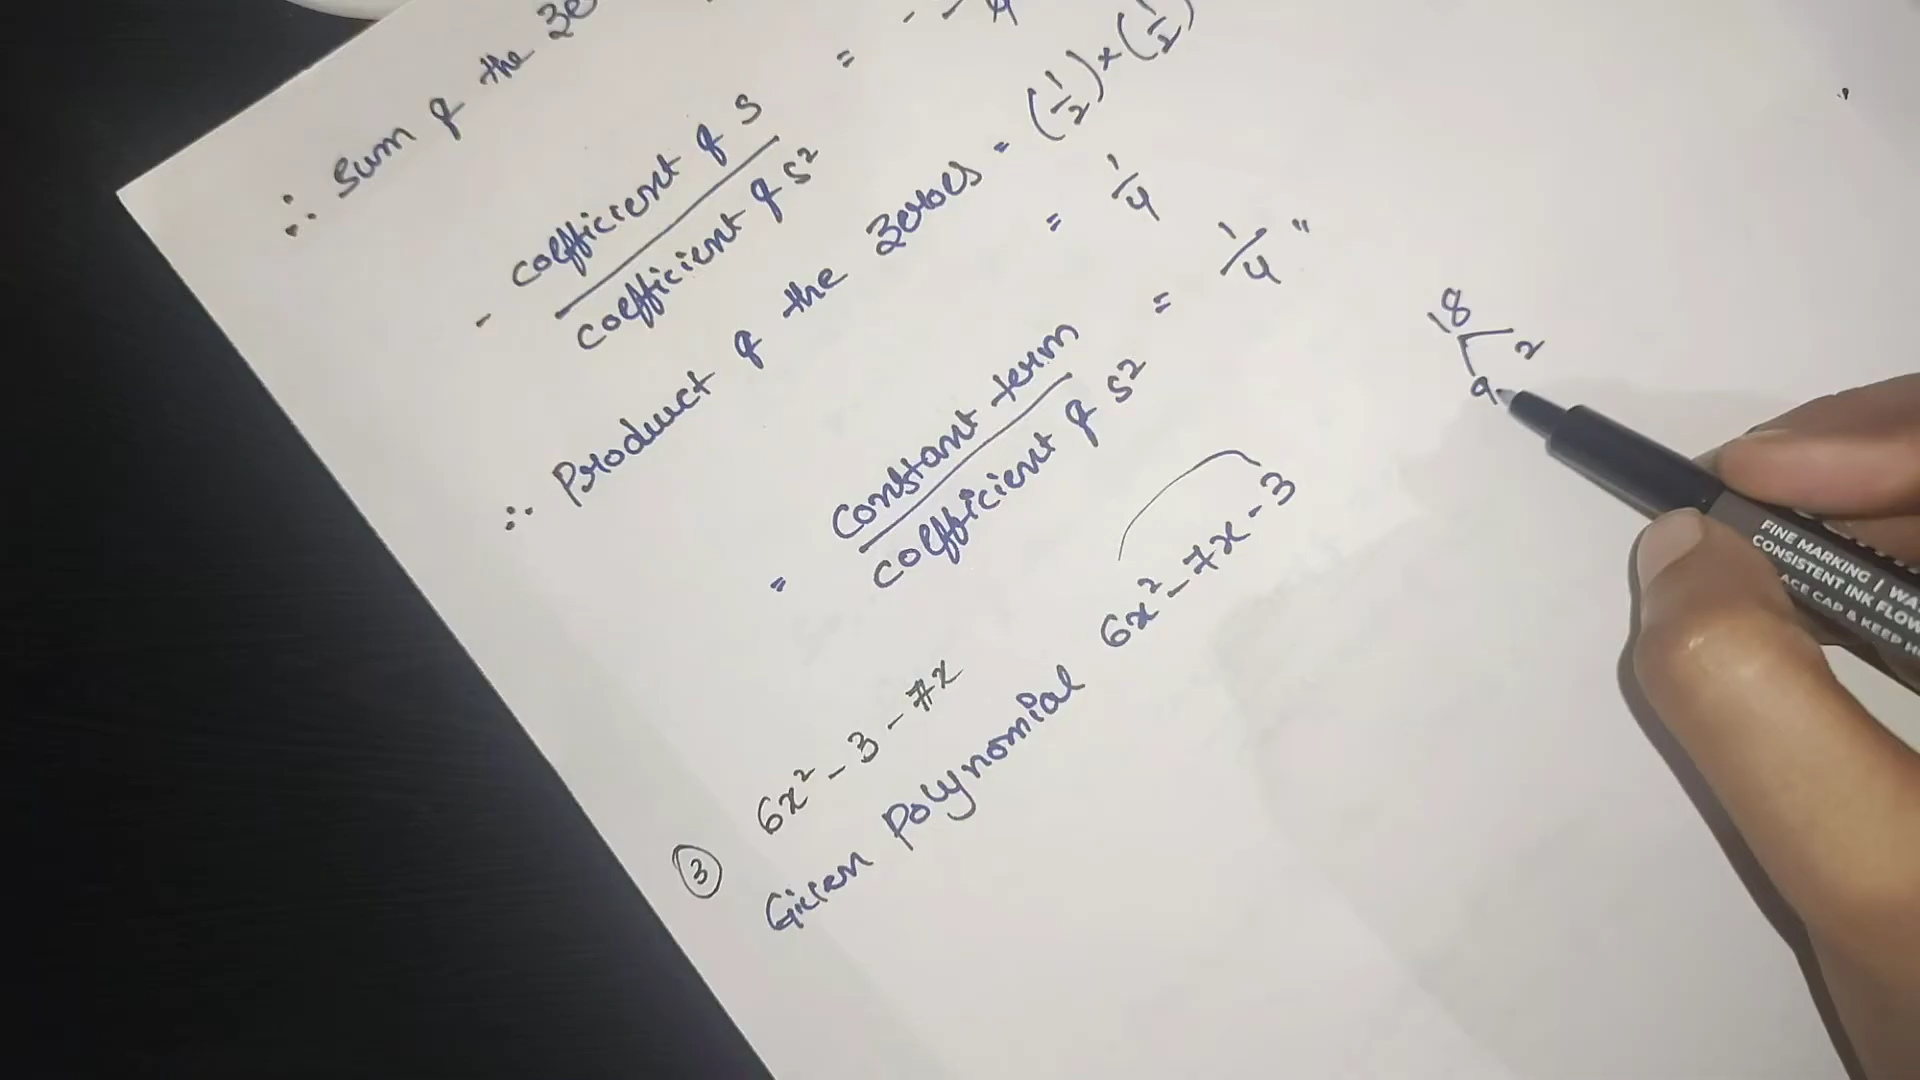 ∴ Sum of the
- coefficient of S / coefficient of S² =
∴ Product of the Zeroes = (1/2) × (1/2)
= 1/4
= Constant term / coefficient of S² = 1/4 "
18
2
9
③ 6x² - 3 - 7x
Given Polynomial 6x² - 7x - 3
FINE MARKING | WA
CONSISTENT INK FLOW
ACE CAP & KEEP